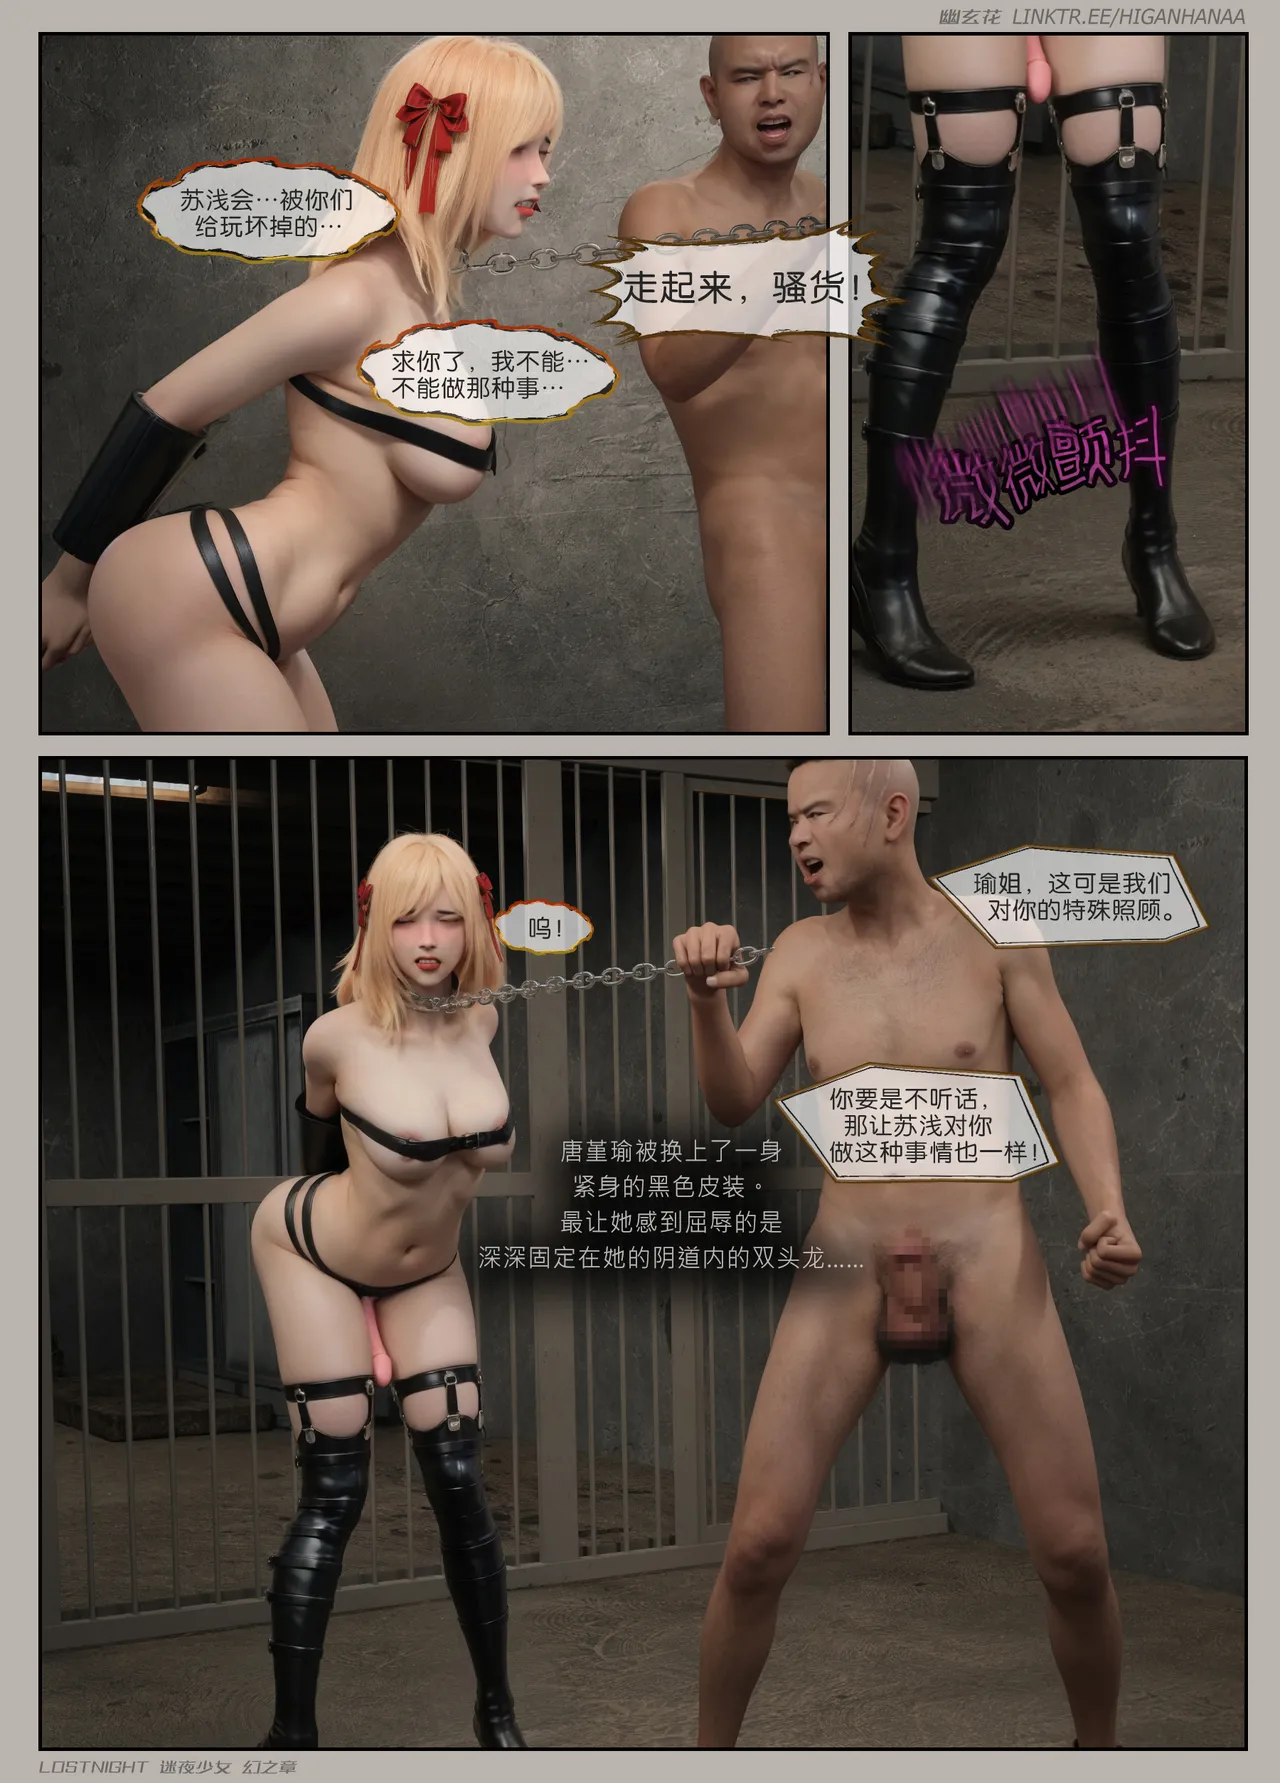 幽玄花 LINKTR.EE/HIGANHANAA
苏浅会…被你们
给玩坏掉的…
走起来，骚货！
求你了，我不能…
不能做那种事…
微微颤抖
呜！
瑜姐，这可是我们
对你的特殊照顾。
你要是不听话，
那让苏浅对你
做这种事情也一样！
唐堇瑜被换上了一身
紧身的黑色皮装。
最让她感到屈辱的是
深深固定在她的阴道内的双头龙……
LOSTNIGHT 迷夜少女 幻之章